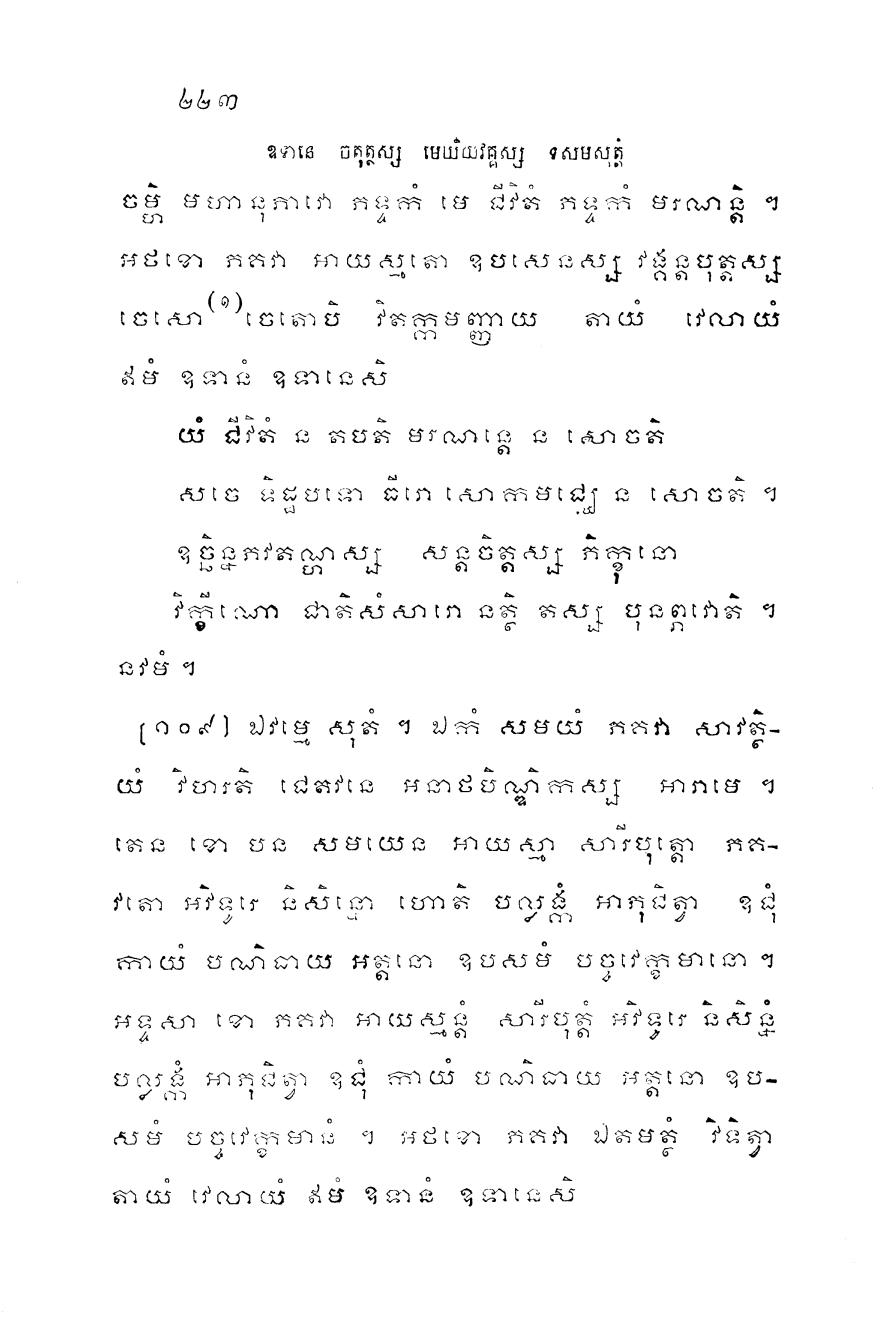 ២២៣
ឧទានេ ចតុត្ថស្ស មេឃិយវគ្គស្ស ទសមសុត្តំ
ចម្ហិ មហានុភាវោ ភទ្ទកំ មេ ជីវិតំ ភទ្ទកំ មរណន្តិ ។
អថខោ ភគវា អាយស្មតោ ឧបសេនស្ស វង្គន្តបុត្តស្ស
ចេសោ(១)ចេតោបរិ វិតក្កមញ្ញាយ តាយំ វេលាយំ
ឥមំ ឧទានំ ឧទានេសិ
យំ ជីវិតំ ន តបតិ មរណន្តេ ន សោចតិ
សចេ ទិដ្ឋបទោ ធីរោ សោកមជ្ឈេ ន សោចតិ ។
ឧច្ឆិន្នភវតណ្ហស្ស សន្តចិត្តស្ស ភិក្ខុនោ
វិក្ខីណោ ជាតិសំសារោ នត្ថិ តស្ស បុនព្ភវោតិ ។
នវមំ ។
[១០៩] ឯវម្មេ សុតំ ។ ឯកំ សមយំ ភគវា សាវត្ថិ-
យំ វិហរតិ ជេតវនេ អនាថបិណ្ឌិកស្ស អារាមេ ។
តេន ខោ បន សមយេន អាយស្មា សារីបុត្តោ ភគ-
វតោ អវិទូរេ និសិន្នោ ហោតិ បល្លង្កំ អាភុជិត្វា ឧជុំ
កាយំ បណិធាយ អត្តនោ ឧបសមំ បច្ចវេក្ខមានោ ។
អទ្ទសា ខោ ភគវា អាយស្មន្តំ សារីបុត្តំ អវិទូរេ និសិន្នំ
បល្លង្កំ អាភុជិត្វា ឧជុំ កាយំ បណិធាយ អត្តនោ ឧប-
សមំ បច្ចវេក្ខមានំ ។ អថខោ ភគវា ឯតមត្ថំ វិទិត្វា
តាយំ វេលាយំ ឥមំ ឧទានំ ឧទានេសិ